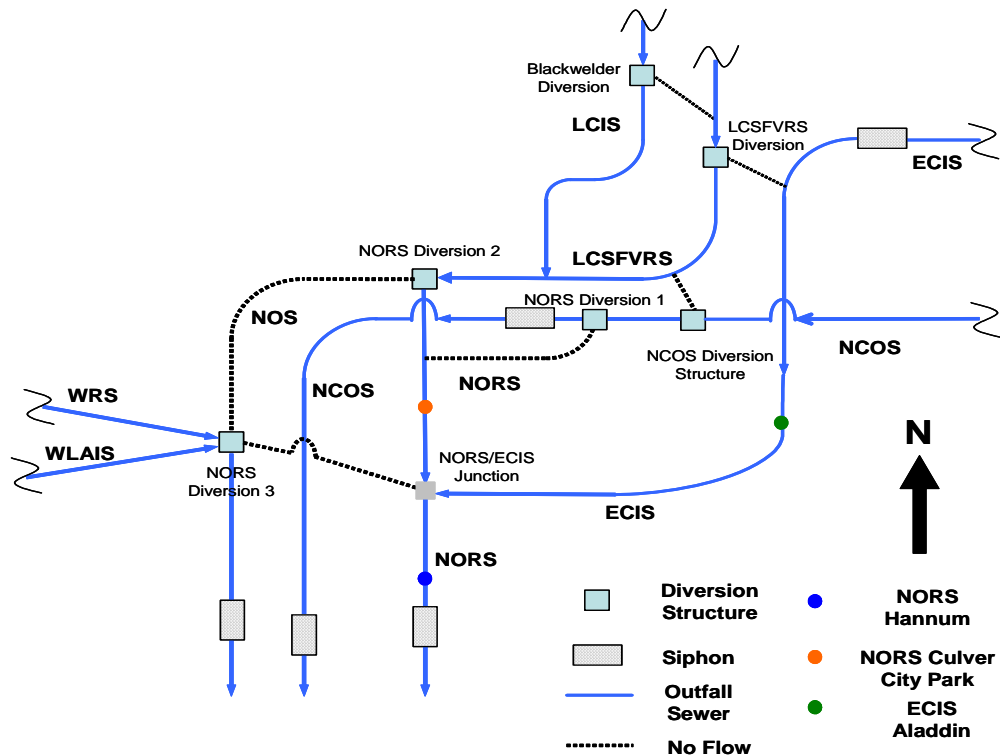 Blackwelder
Diversion
LCIS
LCSFVRS
Diversion
ECIS
NORS Diversion 2
LCSFVRS
NORS Diversion 1
NOS
NCOS
NCOS Diversion
Structure
NCOS
NORS
WRS
WLAIS
NORS
Diversion 3
NORS/ECIS
Junction
ECIS
N
NORS
Diversion
Structure
NORS
Hannum
Siphon
NORS Culver
City Park
Outfall
Sewer
ECIS
Aladdin
No Flow